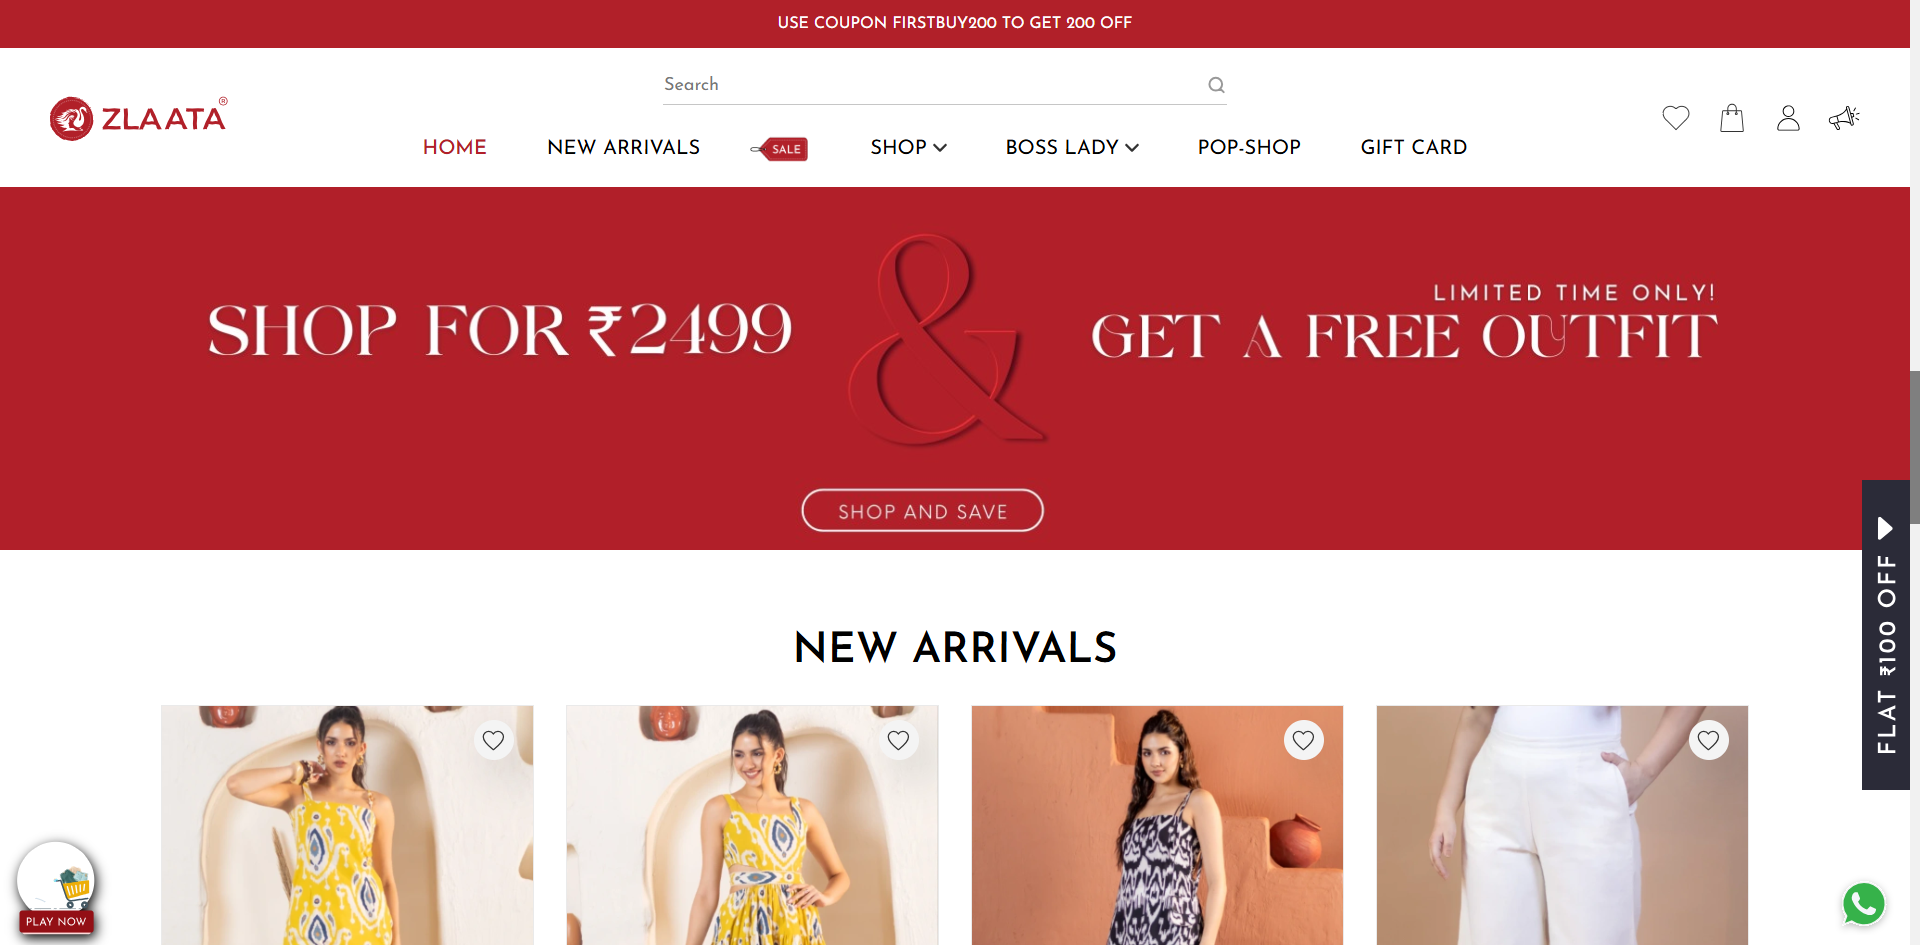 USE COUPON FIRSTBUY200 TO GET 200 OFF
Search
ZLAATA®
HOME
NEW ARRIVALS
SALE
SHOP
BOSS LADY
POP-SHOP
GIFT CARD
SHOP FOR ₹2499
&
LIMITED TIME ONLY!
GET A FREE OUTFIT
SHOP AND SAVE
FLAT ₹100 OFF
NEW ARRIVALS
PLAY NOW